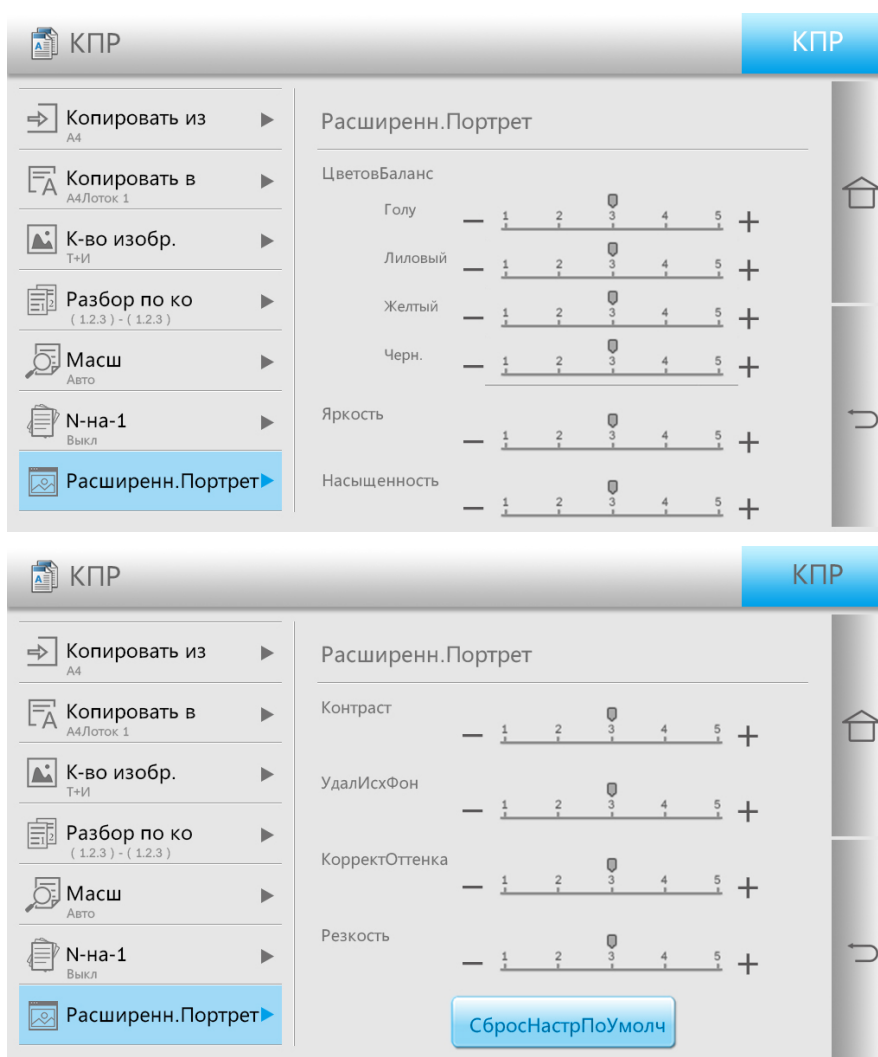 КПР
КПР
Копировать из
A4
Копировать в
A4Лоток 1
К-во изобр.
Т+И
Разбор по ко
( 1.2.3 ) - ( 1.2.3 )
Масш
Авто
N-на-1
Выкл
Расширенн.Портрет
Расширенн.Портрет
ЦветовБаланс
Голу
− 1 2 3 4 5 +
Лиловый
− 1 2 3 4 5 +
Желтый
− 1 2 3 4 5 +
Черн.
− 1 2 3 4 5 +
Яркость
− 1 2 3 4 5 +
Насыщенность
− 1 2 3 4 5 +
КПР
КПР
Копировать из
A4
Копировать в
A4Лоток 1
К-во изобр.
Т+И
Разбор по ко
( 1.2.3 ) - ( 1.2.3 )
Масш
Авто
N-на-1
Выкл
Расширенн.Портрет
Расширенн.Портрет
Контраст
− 1 2 3 4 5 +
УдалИсхФон
− 1 2 3 4 5 +
КорректОттенка
− 1 2 3 4 5 +
Резкость
− 1 2 3 4 5 +
СбросНастрПоУмолч